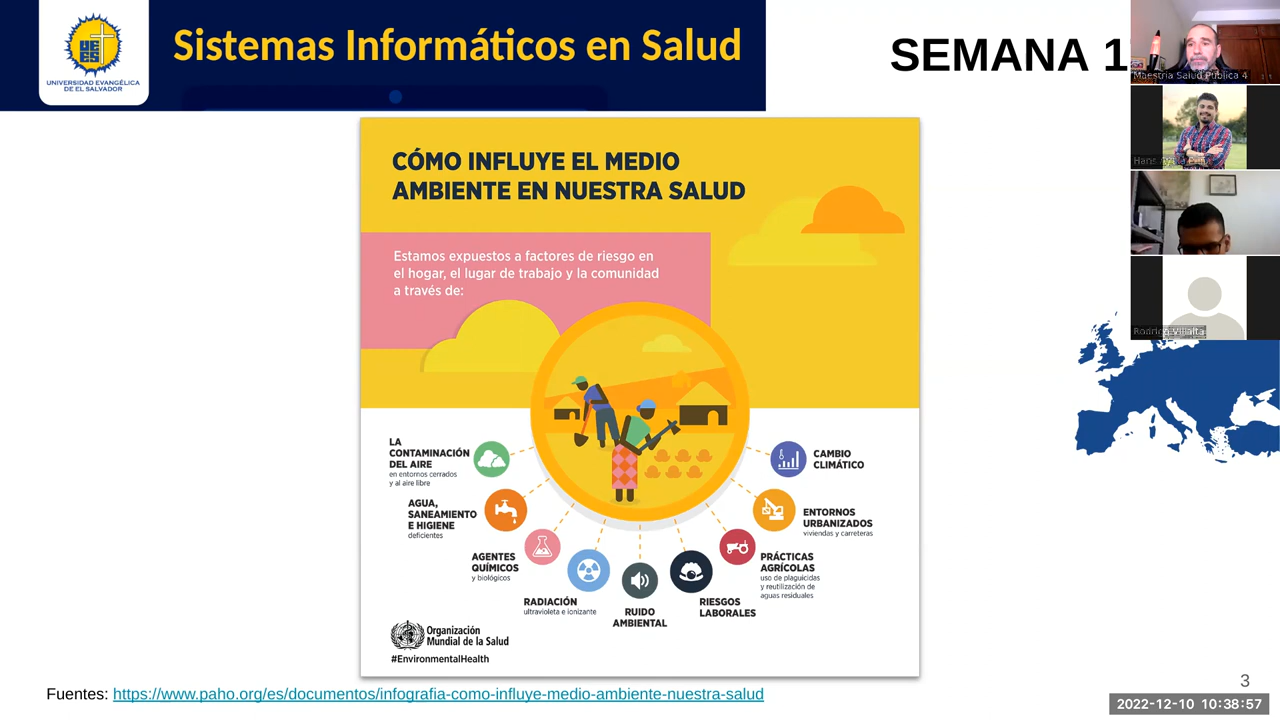 Sistemas Informáticos en Salud
UNIVERSIDAD EVANGÉLICA
DE EL SALVADOR
SEMANA 1
Maestria Salud Publica 4
CÓMO INFLUYE EL MEDIO
AMBIENTE EN NUESTRA SALUD
Estamos expuestos a factores de riesgo en
el hogar, el lugar de trabajo y la comunidad
a través de:
LA
CONTAMINACIÓN
DEL AIRE
en entornos cerrados
y al aire libre
AGUA,
SANEAMIENTO
E HIGIENE
deficientes
AGENTES
QUÍMICOS
y biológicos
RADIACIÓN
ultravioleta e ionizante
RUIDO
AMBIENTAL
RIESGOS
LABORALES
PRÁCTICAS
AGRÍCOLAS
uso de plaguicidas
y reutilización de
aguas residuales
ENTORNOS
URBANIZADOS
viviendas y carreteras
CAMBIO
CLIMÁTICO
Organización
Mundial de la Salud
#EnvironmentalHealth
Rodrigo Villalta
Fuentes: https://www.paho.org/es/documentos/infografia-como-influye-medio-ambiente-nuestra-salud
3
2022-12-10 10:38:57